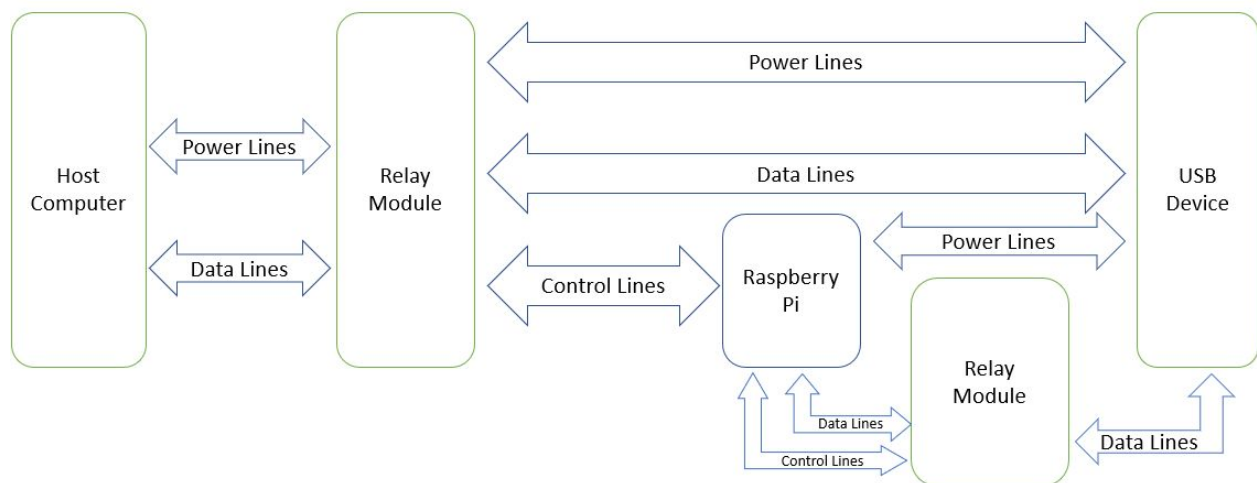 Host
Computer
Power Lines
Data Lines
Relay
Module
Power Lines
Data Lines
Control Lines
Raspberry
Pi
Power Lines
USB
Device
Relay
Module
Data Lines
Control Lines
Data Lines